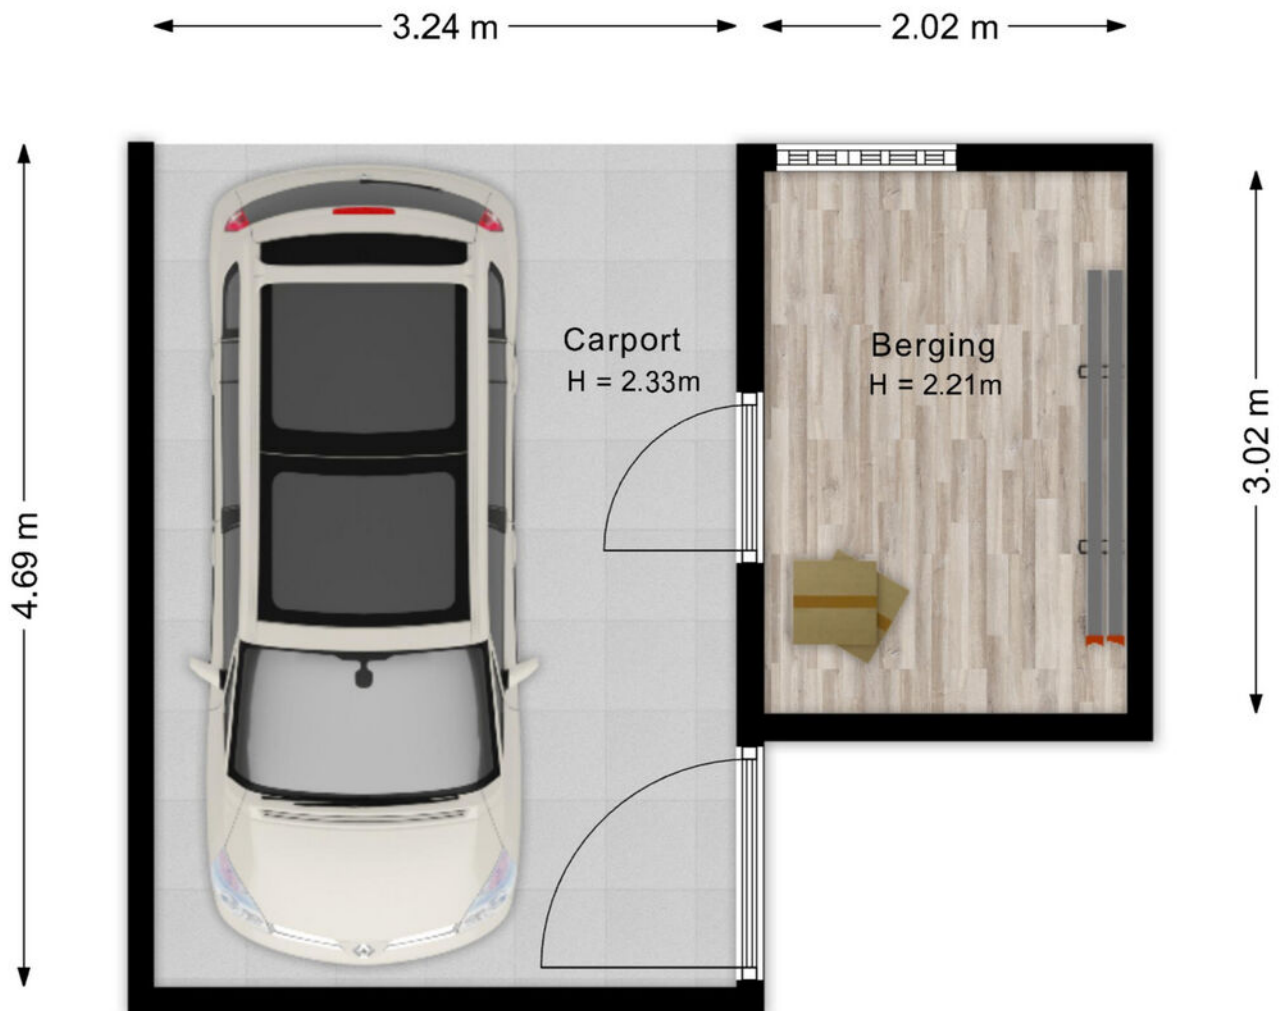 3.24 m
2.02 m
Carport
H = 2.33m
Berging
H = 2.21m
4.69 m
3.02 m